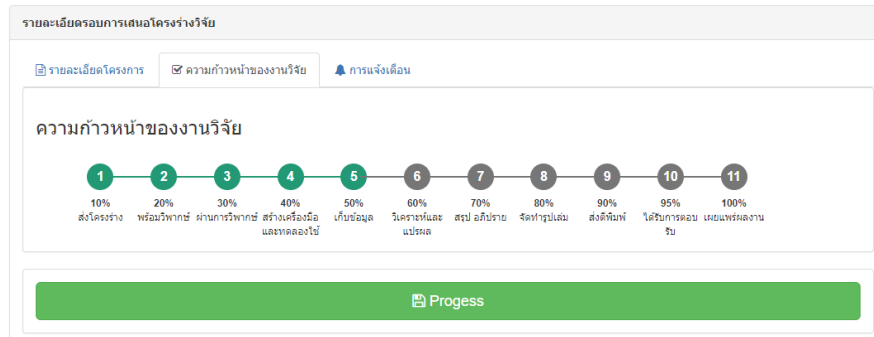 รายละเอียดรอบการเสนอโครงร่างวิจัย
รายละเอียดโครงการ ความก้าวหน้าของงานวิจัย การแจ้งเตือน
ความก้าวหน้าของงานวิจัย
1 2 3 4 5 6 7 8 9 10 11
10% 20% 30% 40% 50% 60% 70% 80% 90% 95% 100%
ส่งโครงร่าง พร้อมวิพากษ์ ผ่านการวิพากษ์ สร้างเครื่องมือ เก็บข้อมูล วิเคราะห์และ สรุป อภิปราย จัดทำรูปเล่ม ส่งตีพิมพ์ ได้รับการตอบ เผยแพร่ผลงาน
และทดลองใช้ แปรผล รับ
Progess